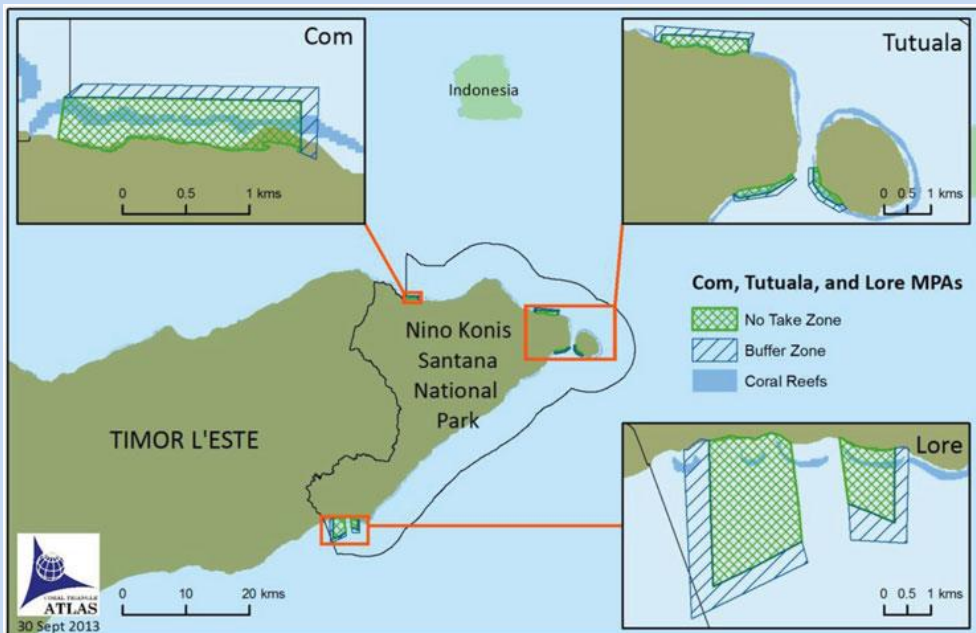 Com
0 0.5 1 kms
Indonesia
Tutuala
0 0.5 1 kms
Com, Tutuala, and Lore MPAs
No Take Zone
Buffer Zone
Coral Reefs
Nino Konis
Santana
National
Park
TIMOR L'ESTE
Lore
0 0.5 1 kms
CORAL TRIANGLE
ATLAS
30 Sept 2013
0 10 20 kms